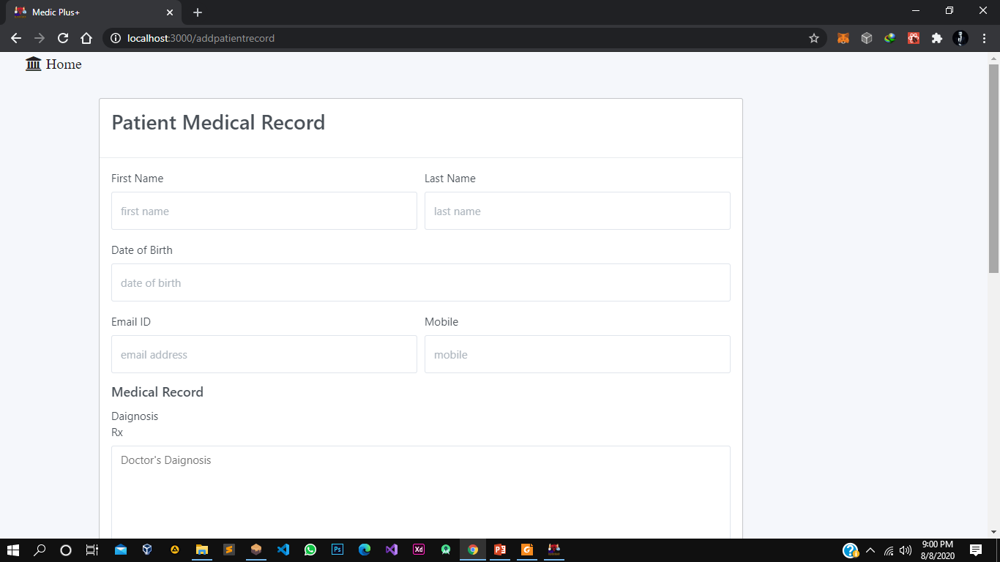 Medic Plus+
localhost:3000/addpatientrecord
Home
Patient Medical Record
First Name Last Name
first name last name
Date of Birth
date of birth
Email ID Mobile
email address mobile
Medical Record
Daignosis
Rx
Doctor's Daignosis
Ps Xd
9:00 PM
8/8/2020